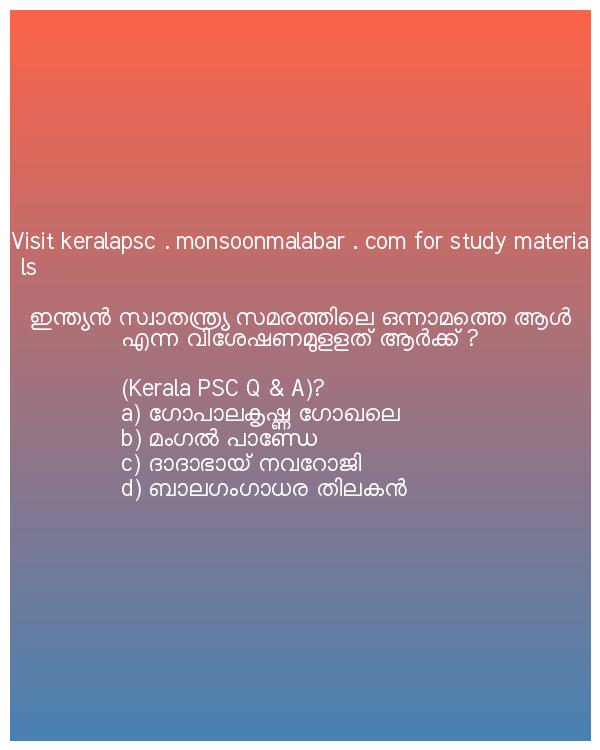 Visit keralapsc . monsoonmalabar . com for study materia
ls
ഇന്ത്യൻ സ്വാതന്ത്ര്യ സമരത്തിലെ ഒന്നാമത്തെ ആൾ
എന്ന വിശേഷണമുളളത് ആർക്ക് ?
(Kerala PSC Q & A)?
a) ഗോപാലകൃഷ്ണ ഗോഖലെ
b) മംഗൽ പാണ്ഡേ
c) ദാദാഭായ് നവറോജി
d) ബാലഗംഗാധര തിലകൻ